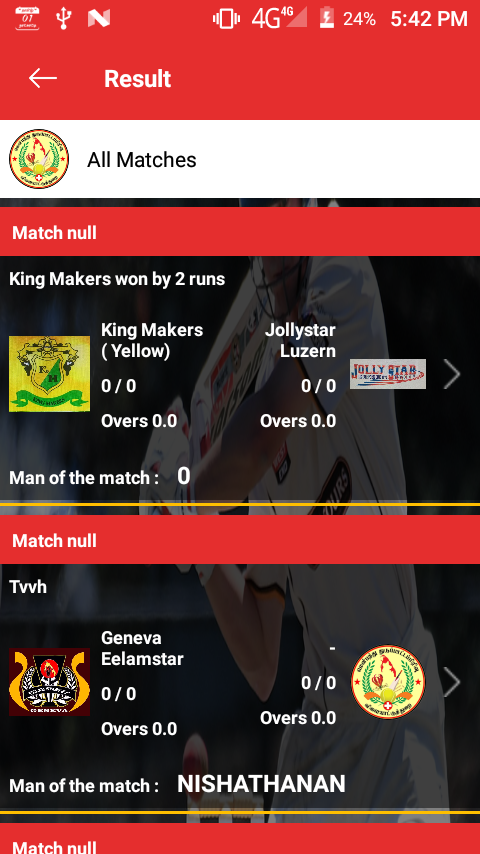 4G 4G 24% 5:42 PM
Result
All Matches
Match null
King Makers won by 2 runs
King Makers
( Yellow)
Jollystar
Luzern
0 / 0
0 / 0
Overs 0.0
Overs 0.0
JOLLY STAR
Man of the match : 0
Match null
Tvvh
Geneva
Eelamstar
-
0 / 0
0 / 0
Overs 0.0
Overs 0.0
GENEVA
Man of the match : NISHATHANAN
Match null